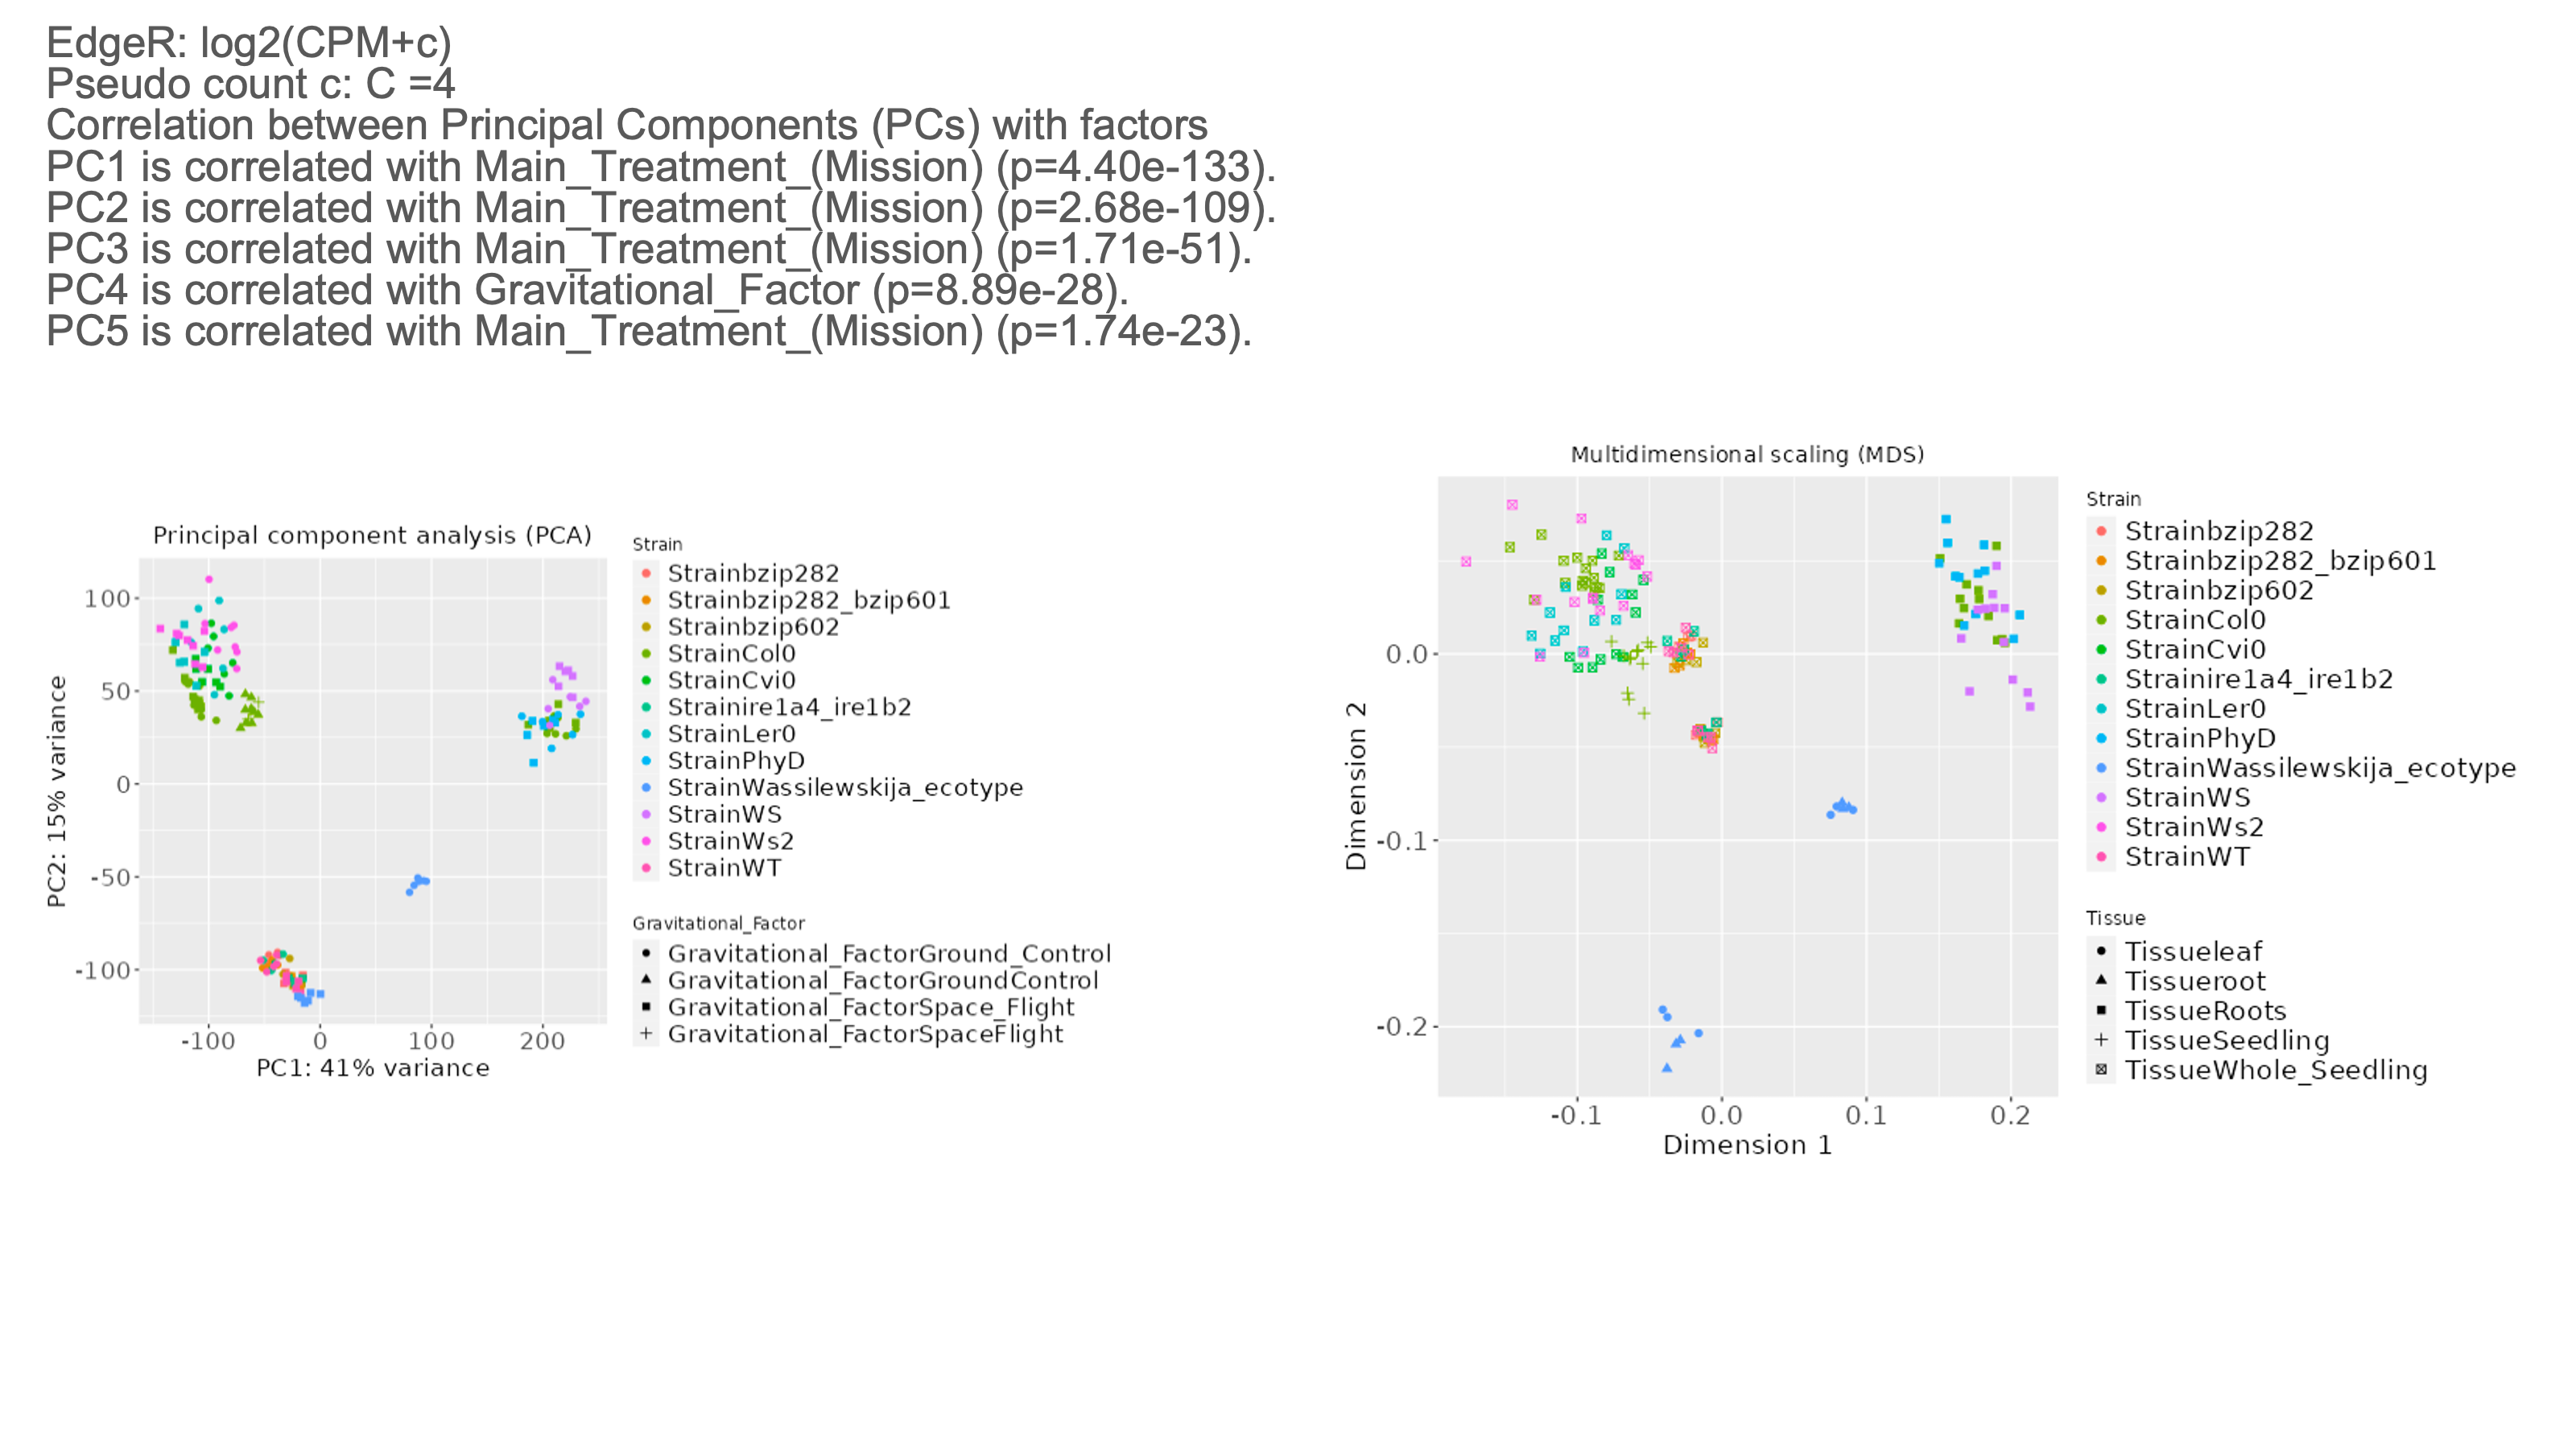 EdgeR: log2(CPM+c)
Pseudo count c: C =4
Correlation between Principal Components (PCs) with factors
PC1 is correlated with Main_Treatment_(Mission) (p=4.40e-133).
PC2 is correlated with Main_Treatment_(Mission) (p=2.68e-109).
PC3 is correlated with Main_Treatment_(Mission) (p=1.71e-51).
PC4 is correlated with Gravitational_Factor (p=8.89e-28).
PC5 is correlated with Main_Treatment_(Mission) (p=1.74e-23).
Principal component analysis (PCA)
PC2: 15% variance
100
50
0
-50
-100
-100 0 100 200
PC1: 41% variance
Strain
Strainbzip282
Strainbzip282_bzip601
Strainbzip602
StrainCol0
StrainCvi0
Strainire1a4_ire1b2
StrainLer0
StrainPhyD
StrainWassilewskija_ecotype
StrainWS
StrainWs2
StrainWT
Gravitational_Factor
Gravitational_FactorGround_Control
Gravitational_FactorGroundControl
Gravitational_FactorSpace_Flight
Gravitational_FactorSpaceFlight
Multidimensional scaling (MDS)
Dimension 2
0.0
-0.1
-0.2
-0.1 0.0 0.1 0.2
Dimension 1
Strain
Strainbzip282
Strainbzip282_bzip601
Strainbzip602
StrainCol0
StrainCvi0
Strainire1a4_ire1b2
StrainLer0
StrainPhyD
StrainWassilewskija_ecotype
StrainWS
StrainWs2
StrainWT
Tissue
Tissueleaf
Tissueroot
TissueRoots
TissueSeedling
TissueWhole_Seedling